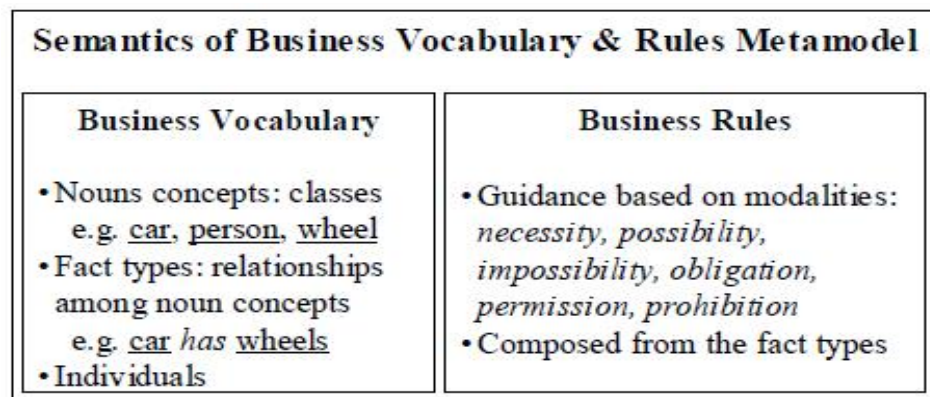 Semantics of Business Vocabulary & Rules Metamodel
Business Vocabulary
• Nouns concepts: classes
e.g. car, person, wheel
• Fact types: relationships
among noun concepts
e.g. car has wheels
• Individuals
Business Rules
• Guidance based on modalities:
necessity, possibility,
impossibility, obligation,
permission, prohibition
• Composed from the fact types